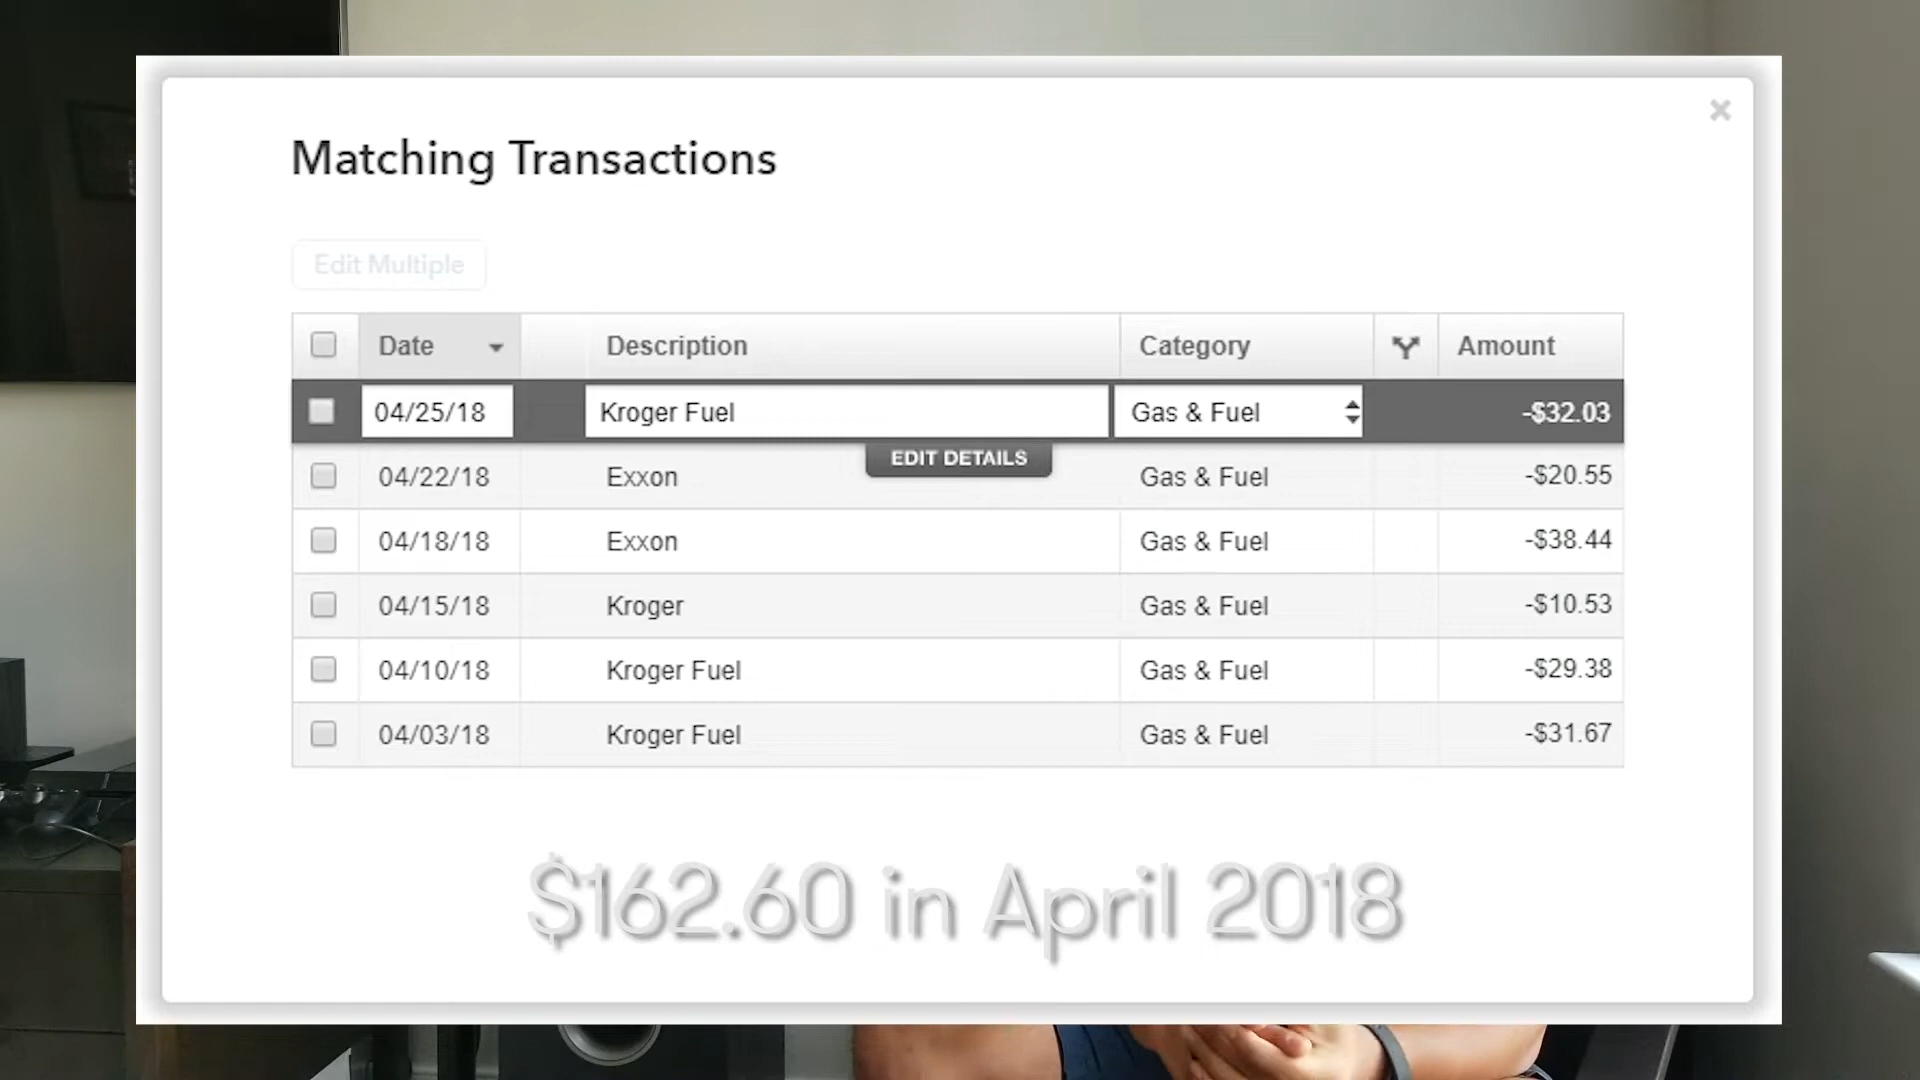 Matching Transactions
Edit Multiple
Date Description Category Amount
04/25/18 Kroger Fuel Gas & Fuel -$32.03
EDIT DETAILS
04/22/18 Exxon Gas & Fuel -$20.55
04/18/18 Exxon Gas & Fuel -$38.44
04/15/18 Kroger Gas & Fuel -$10.53
04/10/18 Kroger Fuel Gas & Fuel -$29.38
04/03/18 Kroger Fuel Gas & Fuel -$31.67
$162.60 in April 2018